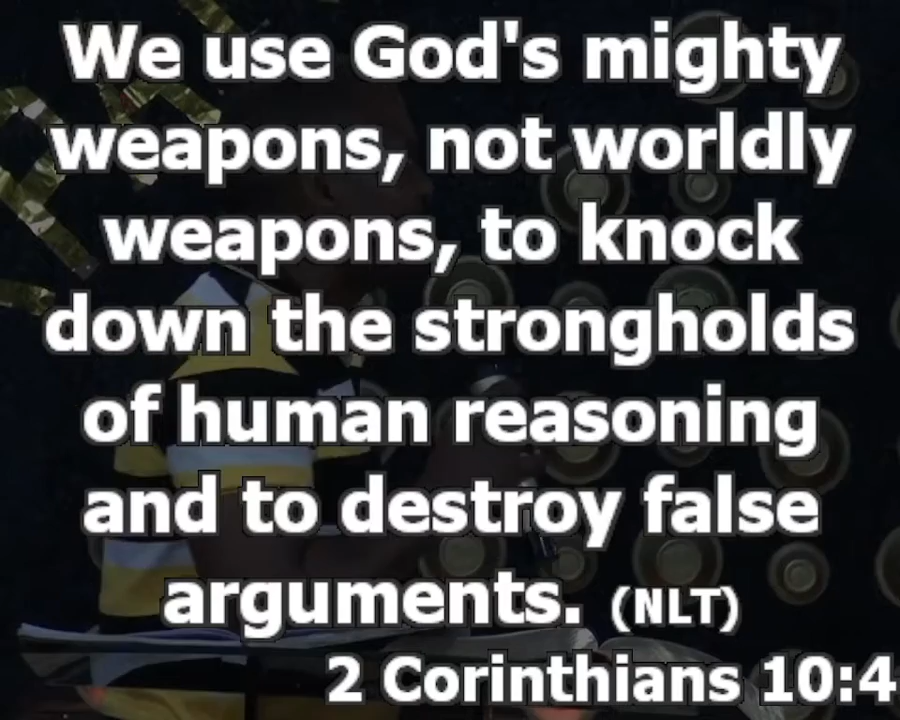 We use God's mighty
weapons, not worldly
weapons, to knock
down the strongholds
of human reasoning
and to destroy false
arguments. (NLT)
2 Corinthians 10:4